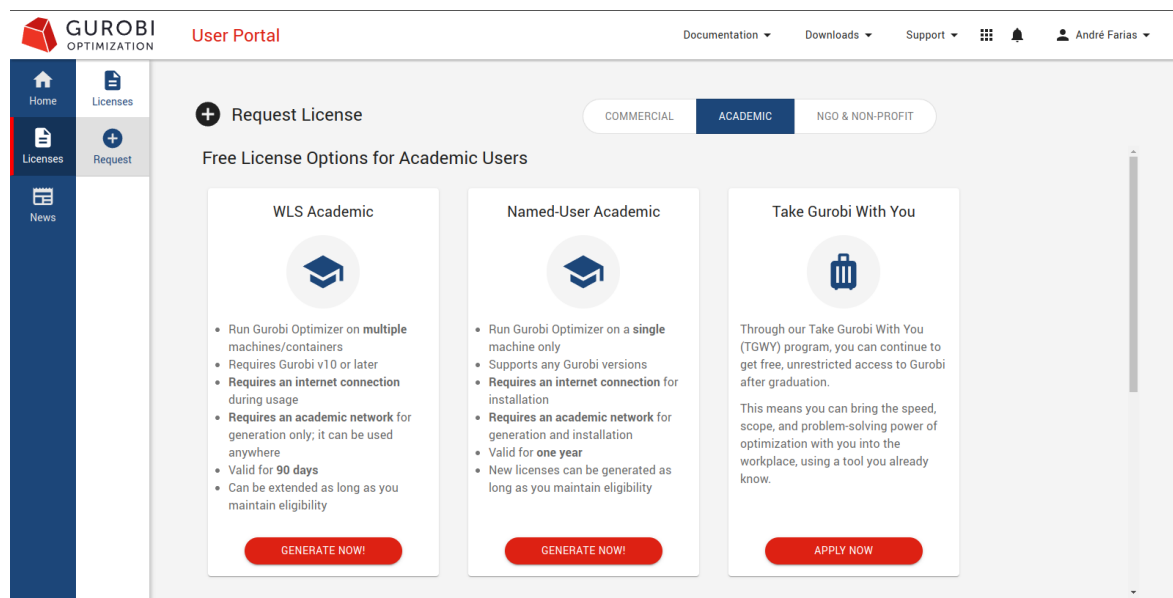 GUROBI
OPTIMIZATION
User Portal
Documentation
Downloads
Support
André Farias
Home
Licenses
News
Licenses
Request
Request License
COMMERCIAL
ACADEMIC
NGO & NON-PROFIT
Free License Options for Academic Users
WLS Academic
Run Gurobi Optimizer on multiple
machines/containers
Requires Gurobi v10 or later
Requires an internet connection
during usage
Requires an academic network for
generation only; it can be used
anywhere
Valid for 90 days
Can be extended as long as you
maintain eligibility
GENERATE NOW!
Named-User Academic
Run Gurobi Optimizer on a single
machine only
Supports any Gurobi versions
Requires an internet connection for
installation
Requires an academic network for
generation and installation
Valid for one year
New licenses can be generated as
long as you maintain eligibility
GENERATE NOW!
Take Gurobi With You
Through our Take Gurobi With You
(TGWY) program, you can continue to
get free, unrestricted access to Gurobi
after graduation.
This means you can bring the speed,
scope, and problem-solving power of
optimization with you into the
workplace, using a tool you already
know.
APPLY NOW